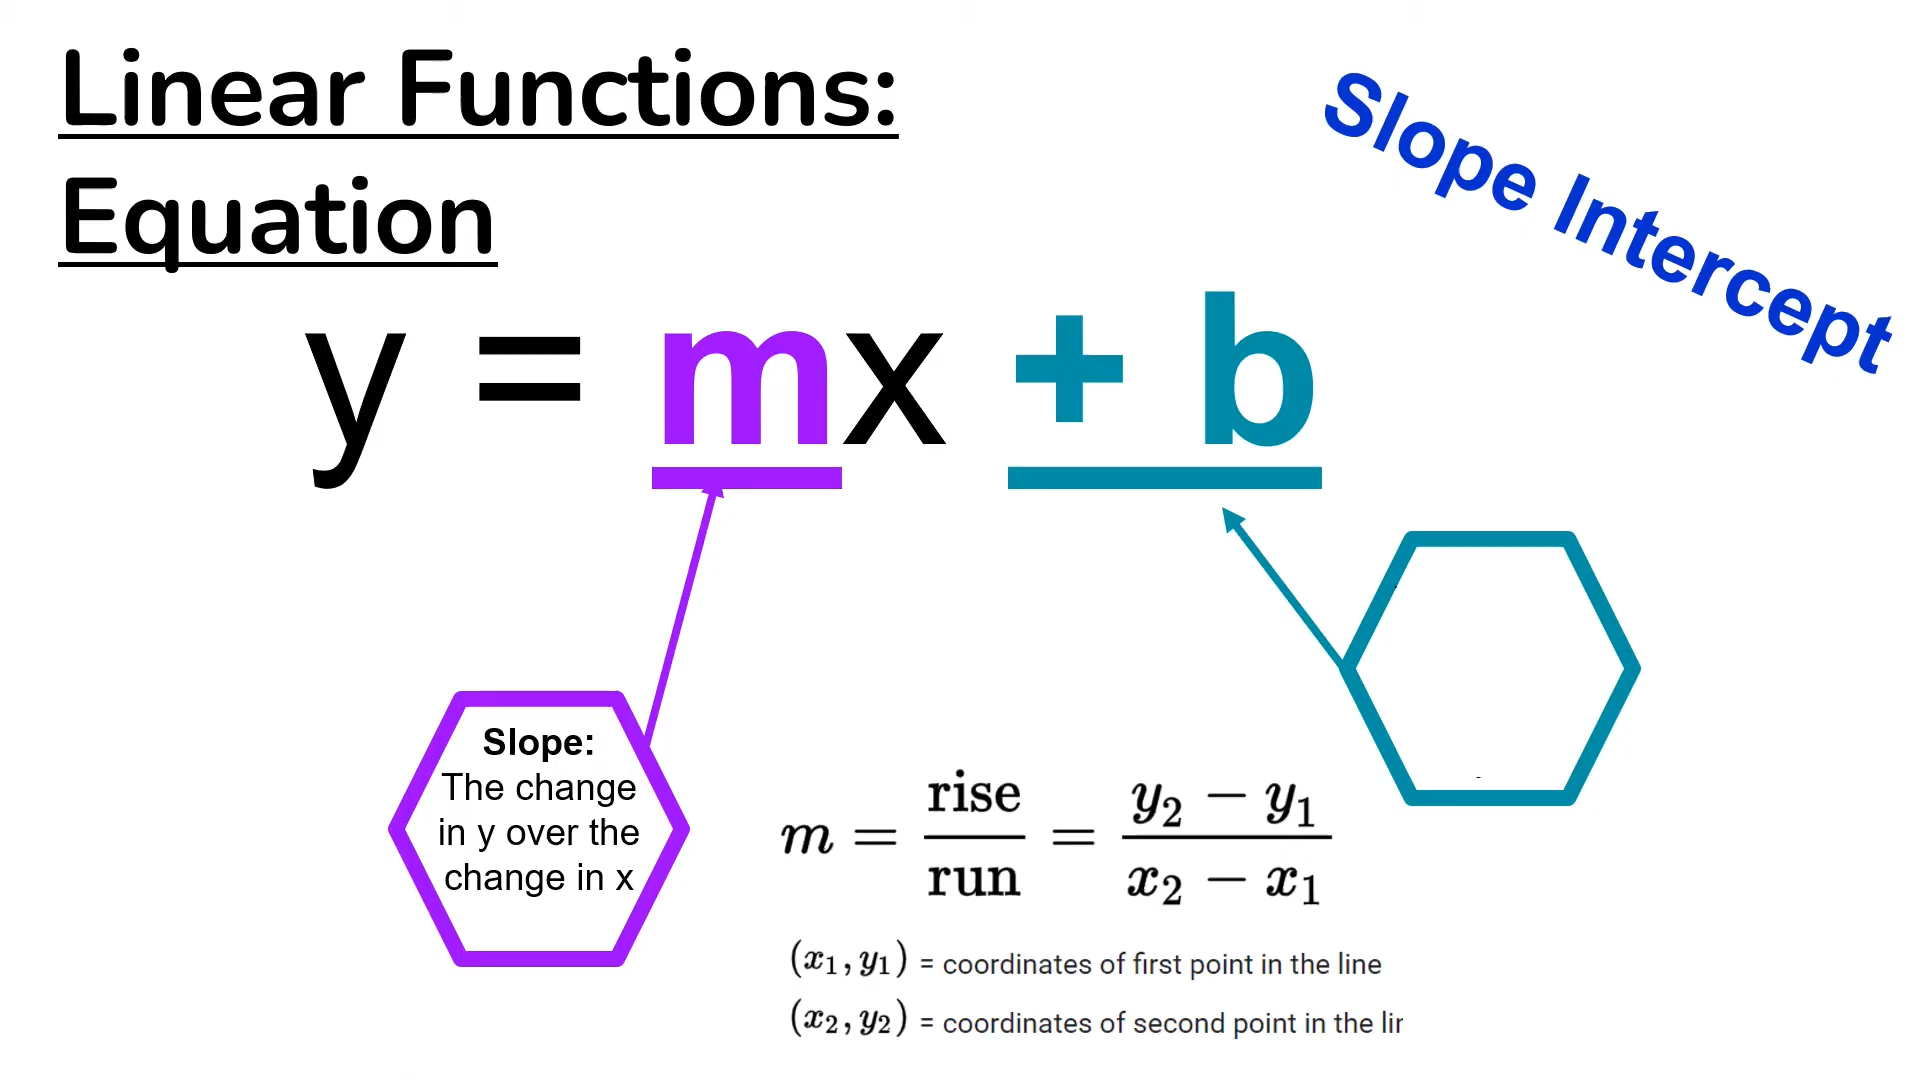 Linear Functions:
Equation
Slope Intercept
y = mx + b
Slope:
The change
in y over the
change in x
m = rise/run = y₂ − y₁/x₂ − x₁
(x₁, y₁) = coordinates of first point in the line
(x₂, y₂) = coordinates of second point in the lir